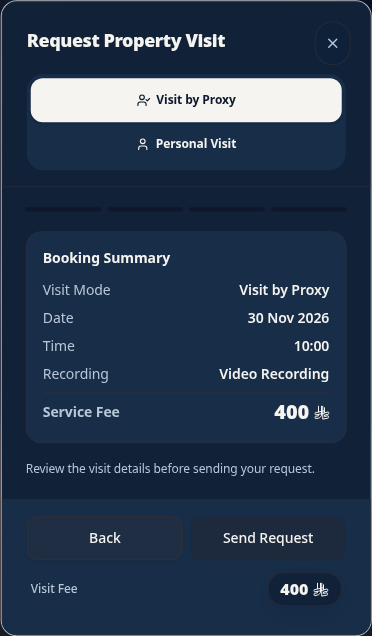 Request Property Visit
Visit by Proxy
Personal Visit
Booking Summary
Visit Mode Visit by Proxy
Date 30 Nov 2026
Time 10:00
Recording Video Recording
Service Fee 400
Review the visit details before sending your request.
Back Send Request
Visit Fee 400